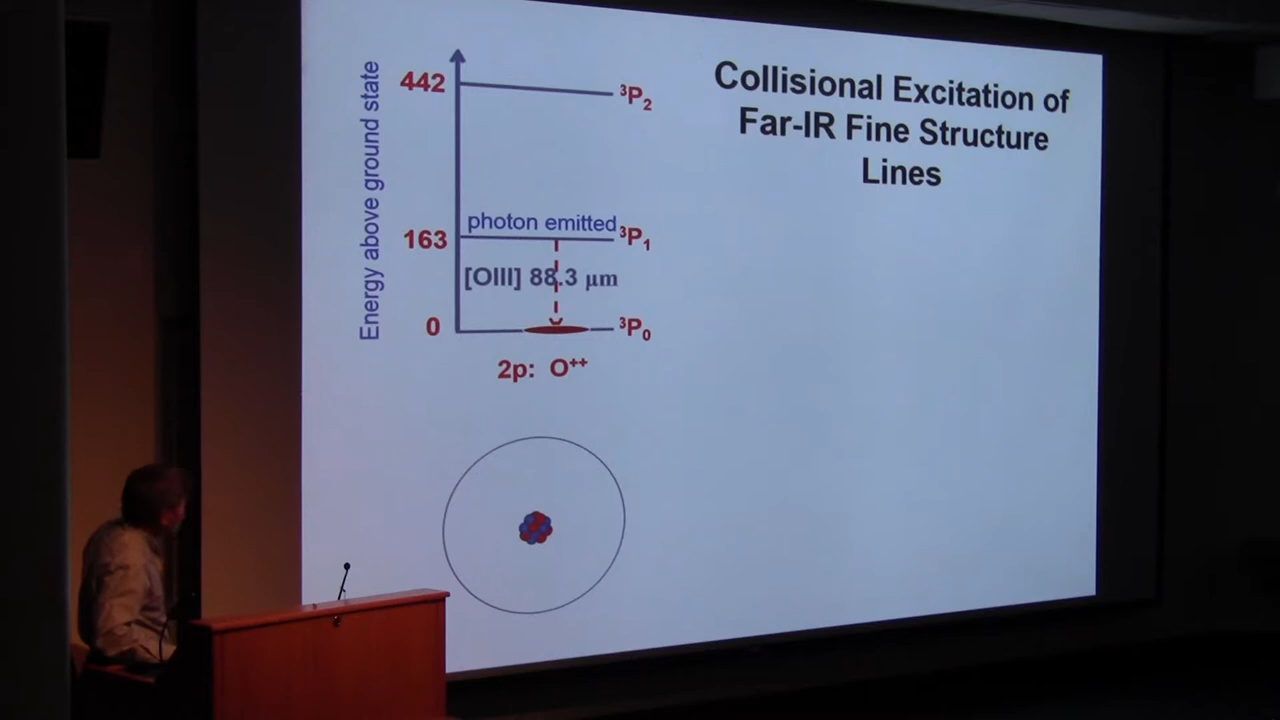 Collisional Excitation of
Far-IR Fine Structure
Lines
Energy above ground state
442
³P₂
photon emitted
163
³P₁
[OIII] 88.3 µm
0
³P₀
2p: O⁺⁺